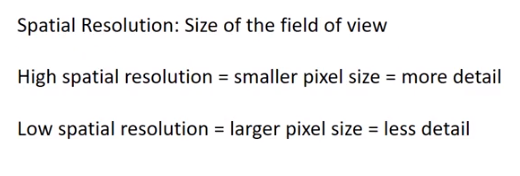 Spatial Resolution: Size of the field of view
High spatial resolution = smaller pixel size = more detail
Low spatial resolution = larger pixel size = less detail